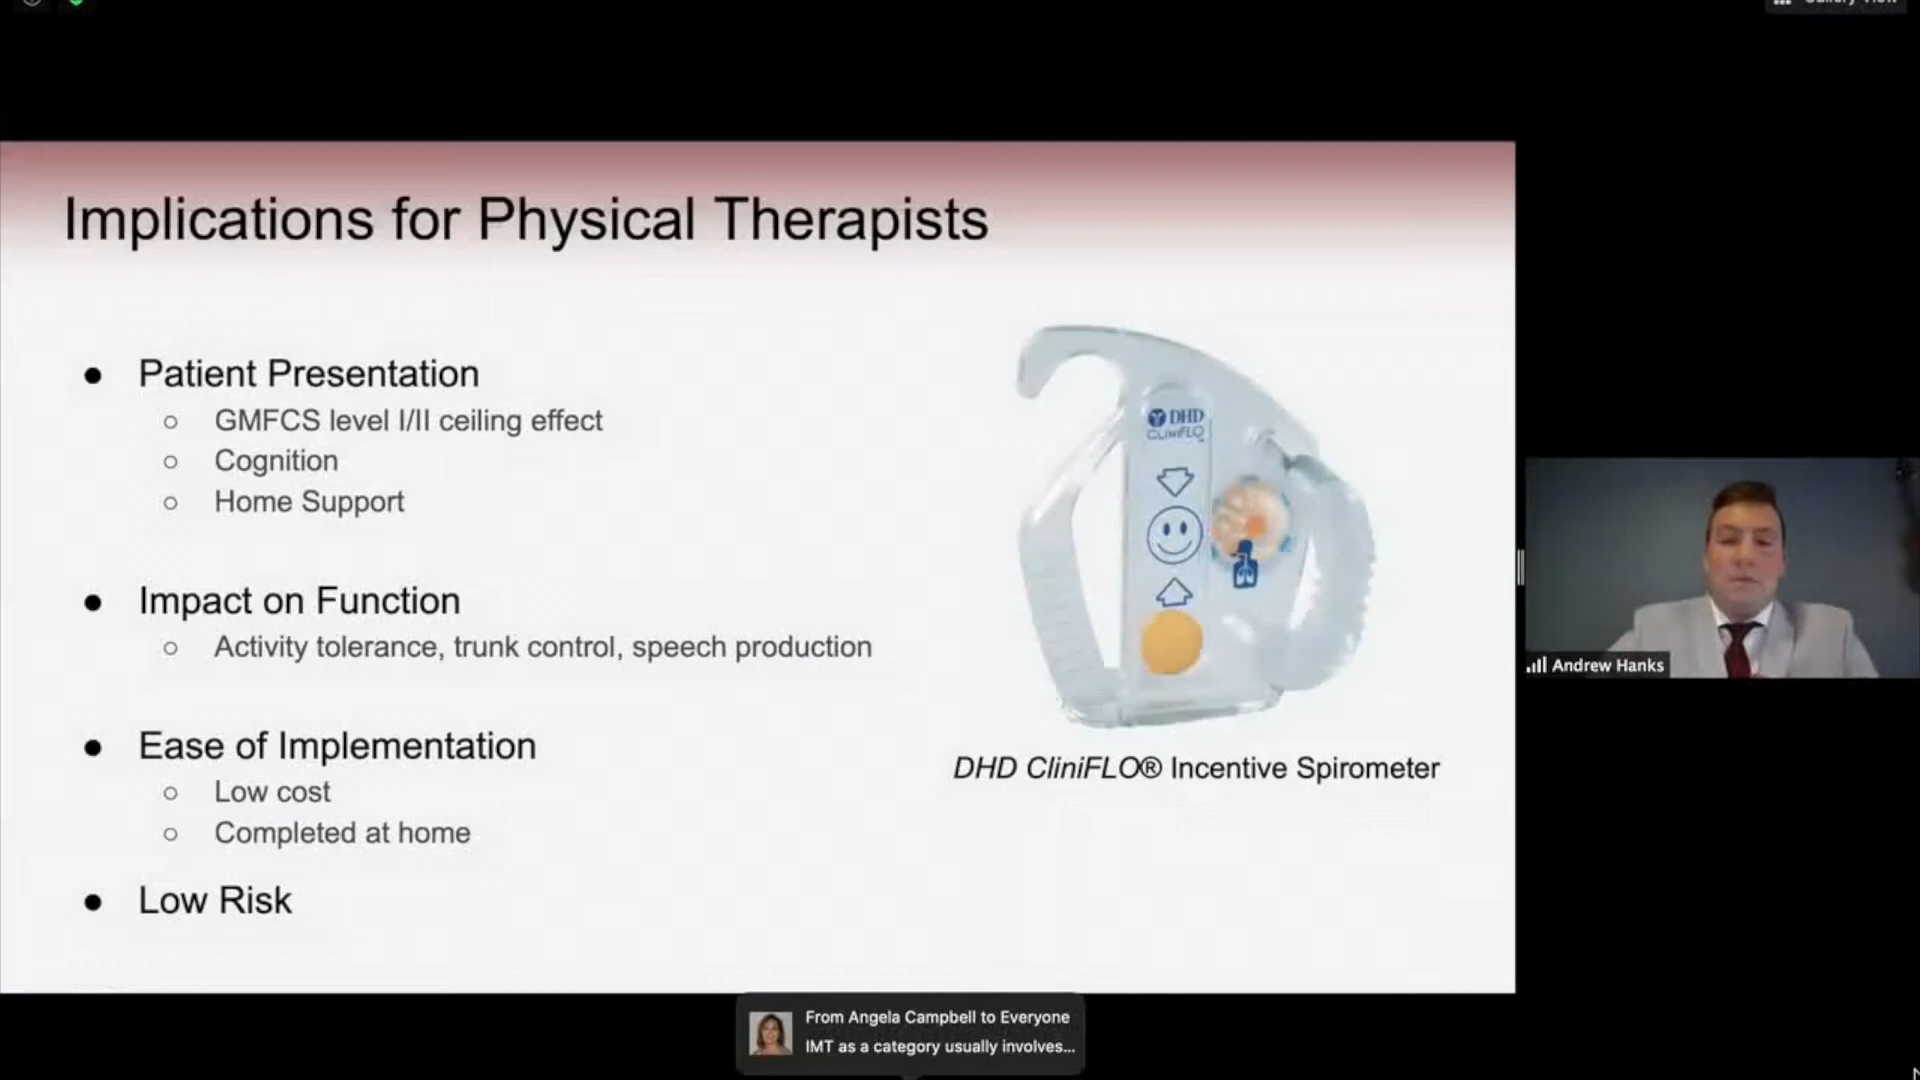 Gallery View
Implications for Physical Therapists
● Patient Presentation
○ GMFCS level I/II ceiling effect
○ Cognition
○ Home Support
● Impact on Function
○ Activity tolerance, trunk control, speech production
● Ease of Implementation
○ Low cost
○ Completed at home
● Low Risk
DHD
CLINIFLO
DHD CliniFLO® Incentive Spirometer
Andrew Hanks
From Angela Campbell to Everyone
IMT as a category usually involves...